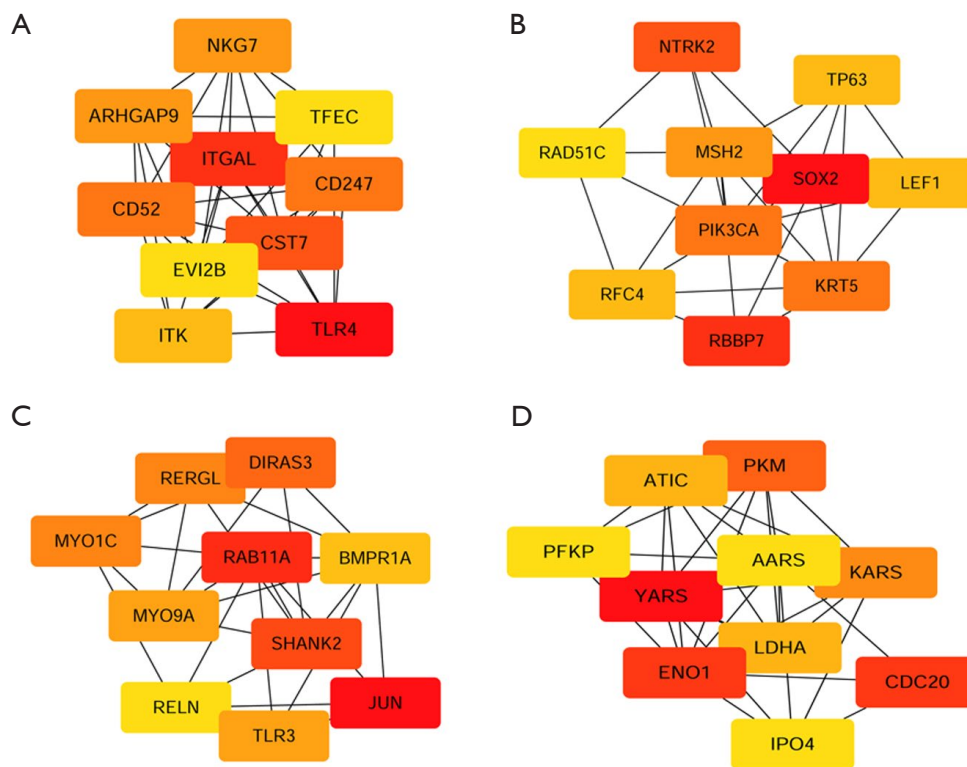 A
NKG7
ARHGAP9
TFEC
ITGAL
CD247
CD52
CST7
EVI2B
ITK
TLR4
B
NTRK2
TP63
RAD51C
MSH2
SOX2
LEF1
PIK3CA
RFC4
KRT5
RBBP7
C
DIRAS3
RERGL
MYO1C
RAB11A
BMPR1A
MYO9A
SHANK2
RELN
JUN
TLR3
D
PKM
ATIC
PFKP
AARS
KARS
YARS
LDHA
ENO1
CDC20
IPO4